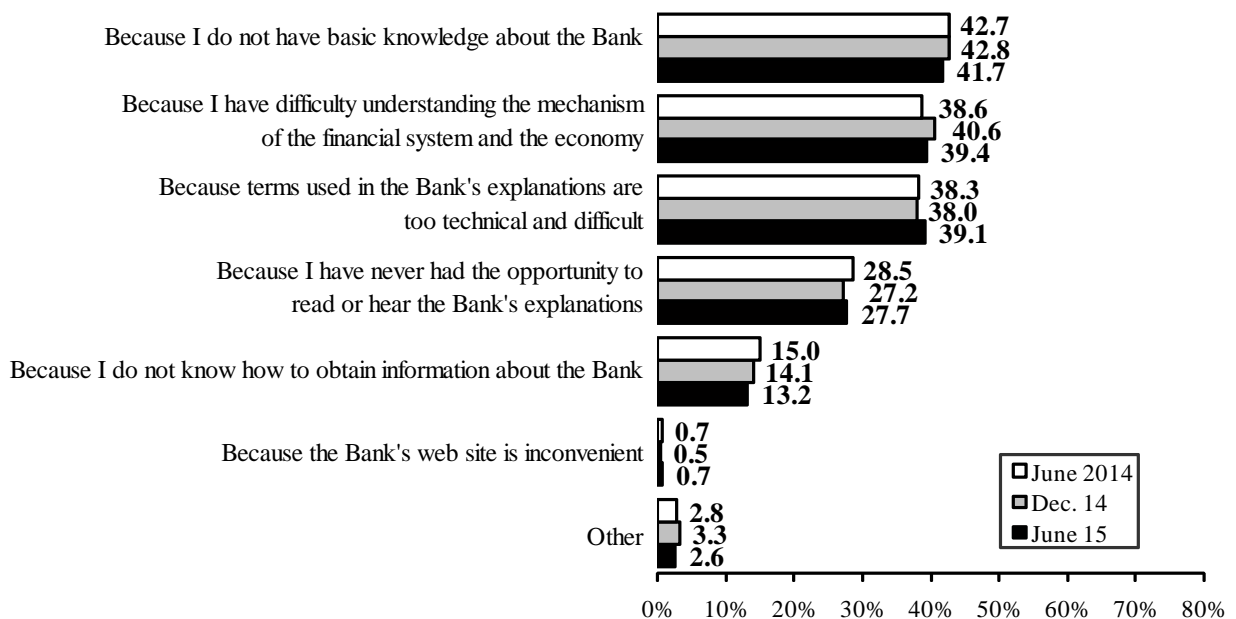 Because I do not have basic knowledge about the Bank
42.7
42.8
41.7
Because I have difficulty understanding the mechanism
of the financial system and the economy
38.6
40.6
39.4
Because terms used in the Bank's explanations are
too technical and difficult
38.3
38.0
39.1
Because I have never had the opportunity to
read or hear the Bank's explanations
28.5
27.2
27.7
Because I do not know how to obtain information about the Bank
15.0
14.1
13.2
Because the Bank's web site is inconvenient
0.7
0.5
0.7
Other
2.8
3.3
2.6
June 2014
Dec. 14
June 15
0% 10% 20% 30% 40% 50% 60% 70% 80%